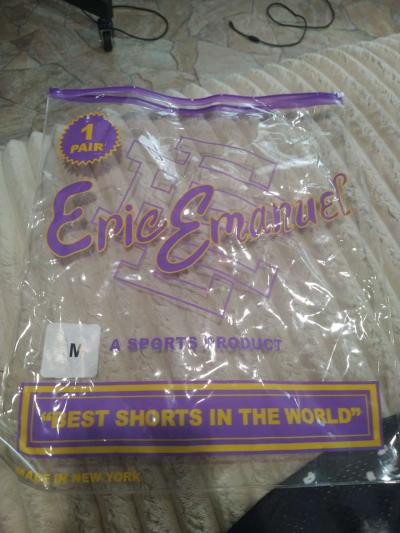 1
PAIR
Eric Emanuel
M
A SPORTS PRODUCT
"BEST SHORTS IN THE WORLD"
MADE IN NEW YORK